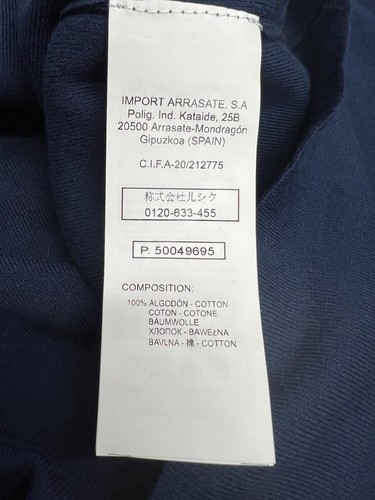 IMPORT ARRASATE, S.A
Polig. Ind. Kataide, 25B
20500 Arrasate-Mondragón
Gipuzkoa (SPAIN)
C.I.F.A-20/212775
称式会社ルシク
0120-633-455
P. 50049695
COMPOSITION:
100% ALGODÓN - COTTON
COTON - COTONE
BAUMWOLLE
ХЛОПОК - BAWEŁNA
BAVLNA - 棉 - COTTON